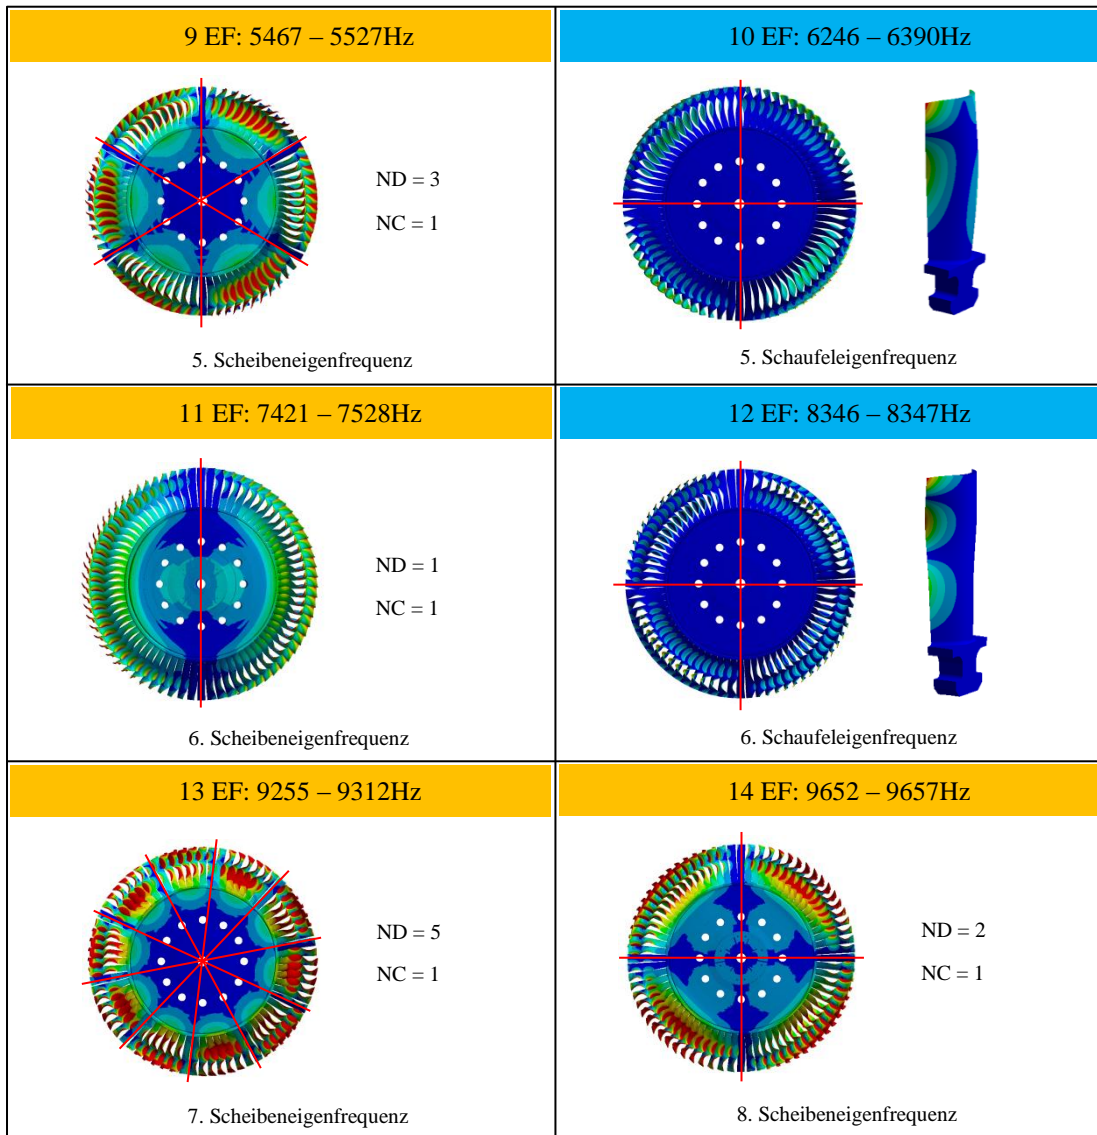 9 EF: 5467 – 5527Hz
ND = 3
NC = 1
5. Scheibeneigenfrequenz
10 EF: 6246 – 6390Hz
5. Schaufeleigenfrequenz
11 EF: 7421 – 7528Hz
ND = 1
NC = 1
6. Scheibeneigenfrequenz
12 EF: 8346 – 8347Hz
6. Schaufeleigenfrequenz
13 EF: 9255 – 9312Hz
ND = 5
NC = 1
7. Scheibeneigenfrequenz
14 EF: 9652 – 9657Hz
ND = 2
NC = 1
8. Scheibeneigenfrequenz